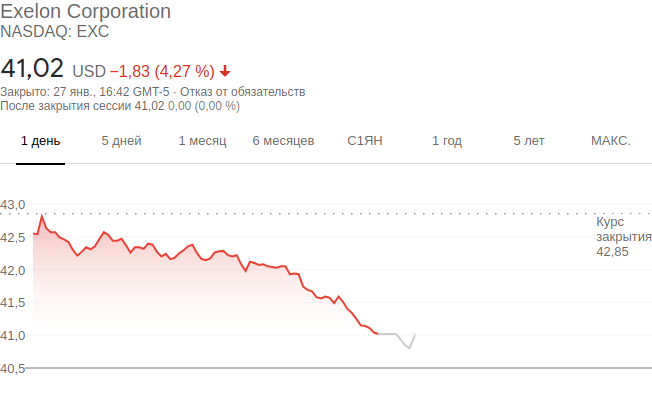 Exelon Corporation
NASDAQ: EXC
41,02 USD −1,83 (4,27 %)
Закрыто: 27 янв., 16:42 GMT-5 · Отказ от обязательств
После закрытия сессии 41,02 0,00 (0,00 %)
1 день 5 дней 1 месяц 6 месяцев С1ЯН 1 год 5 лет МАКС.
43,0
Курс
закрытия
42,85
42,5
42,0
41,5
41,0
40,5